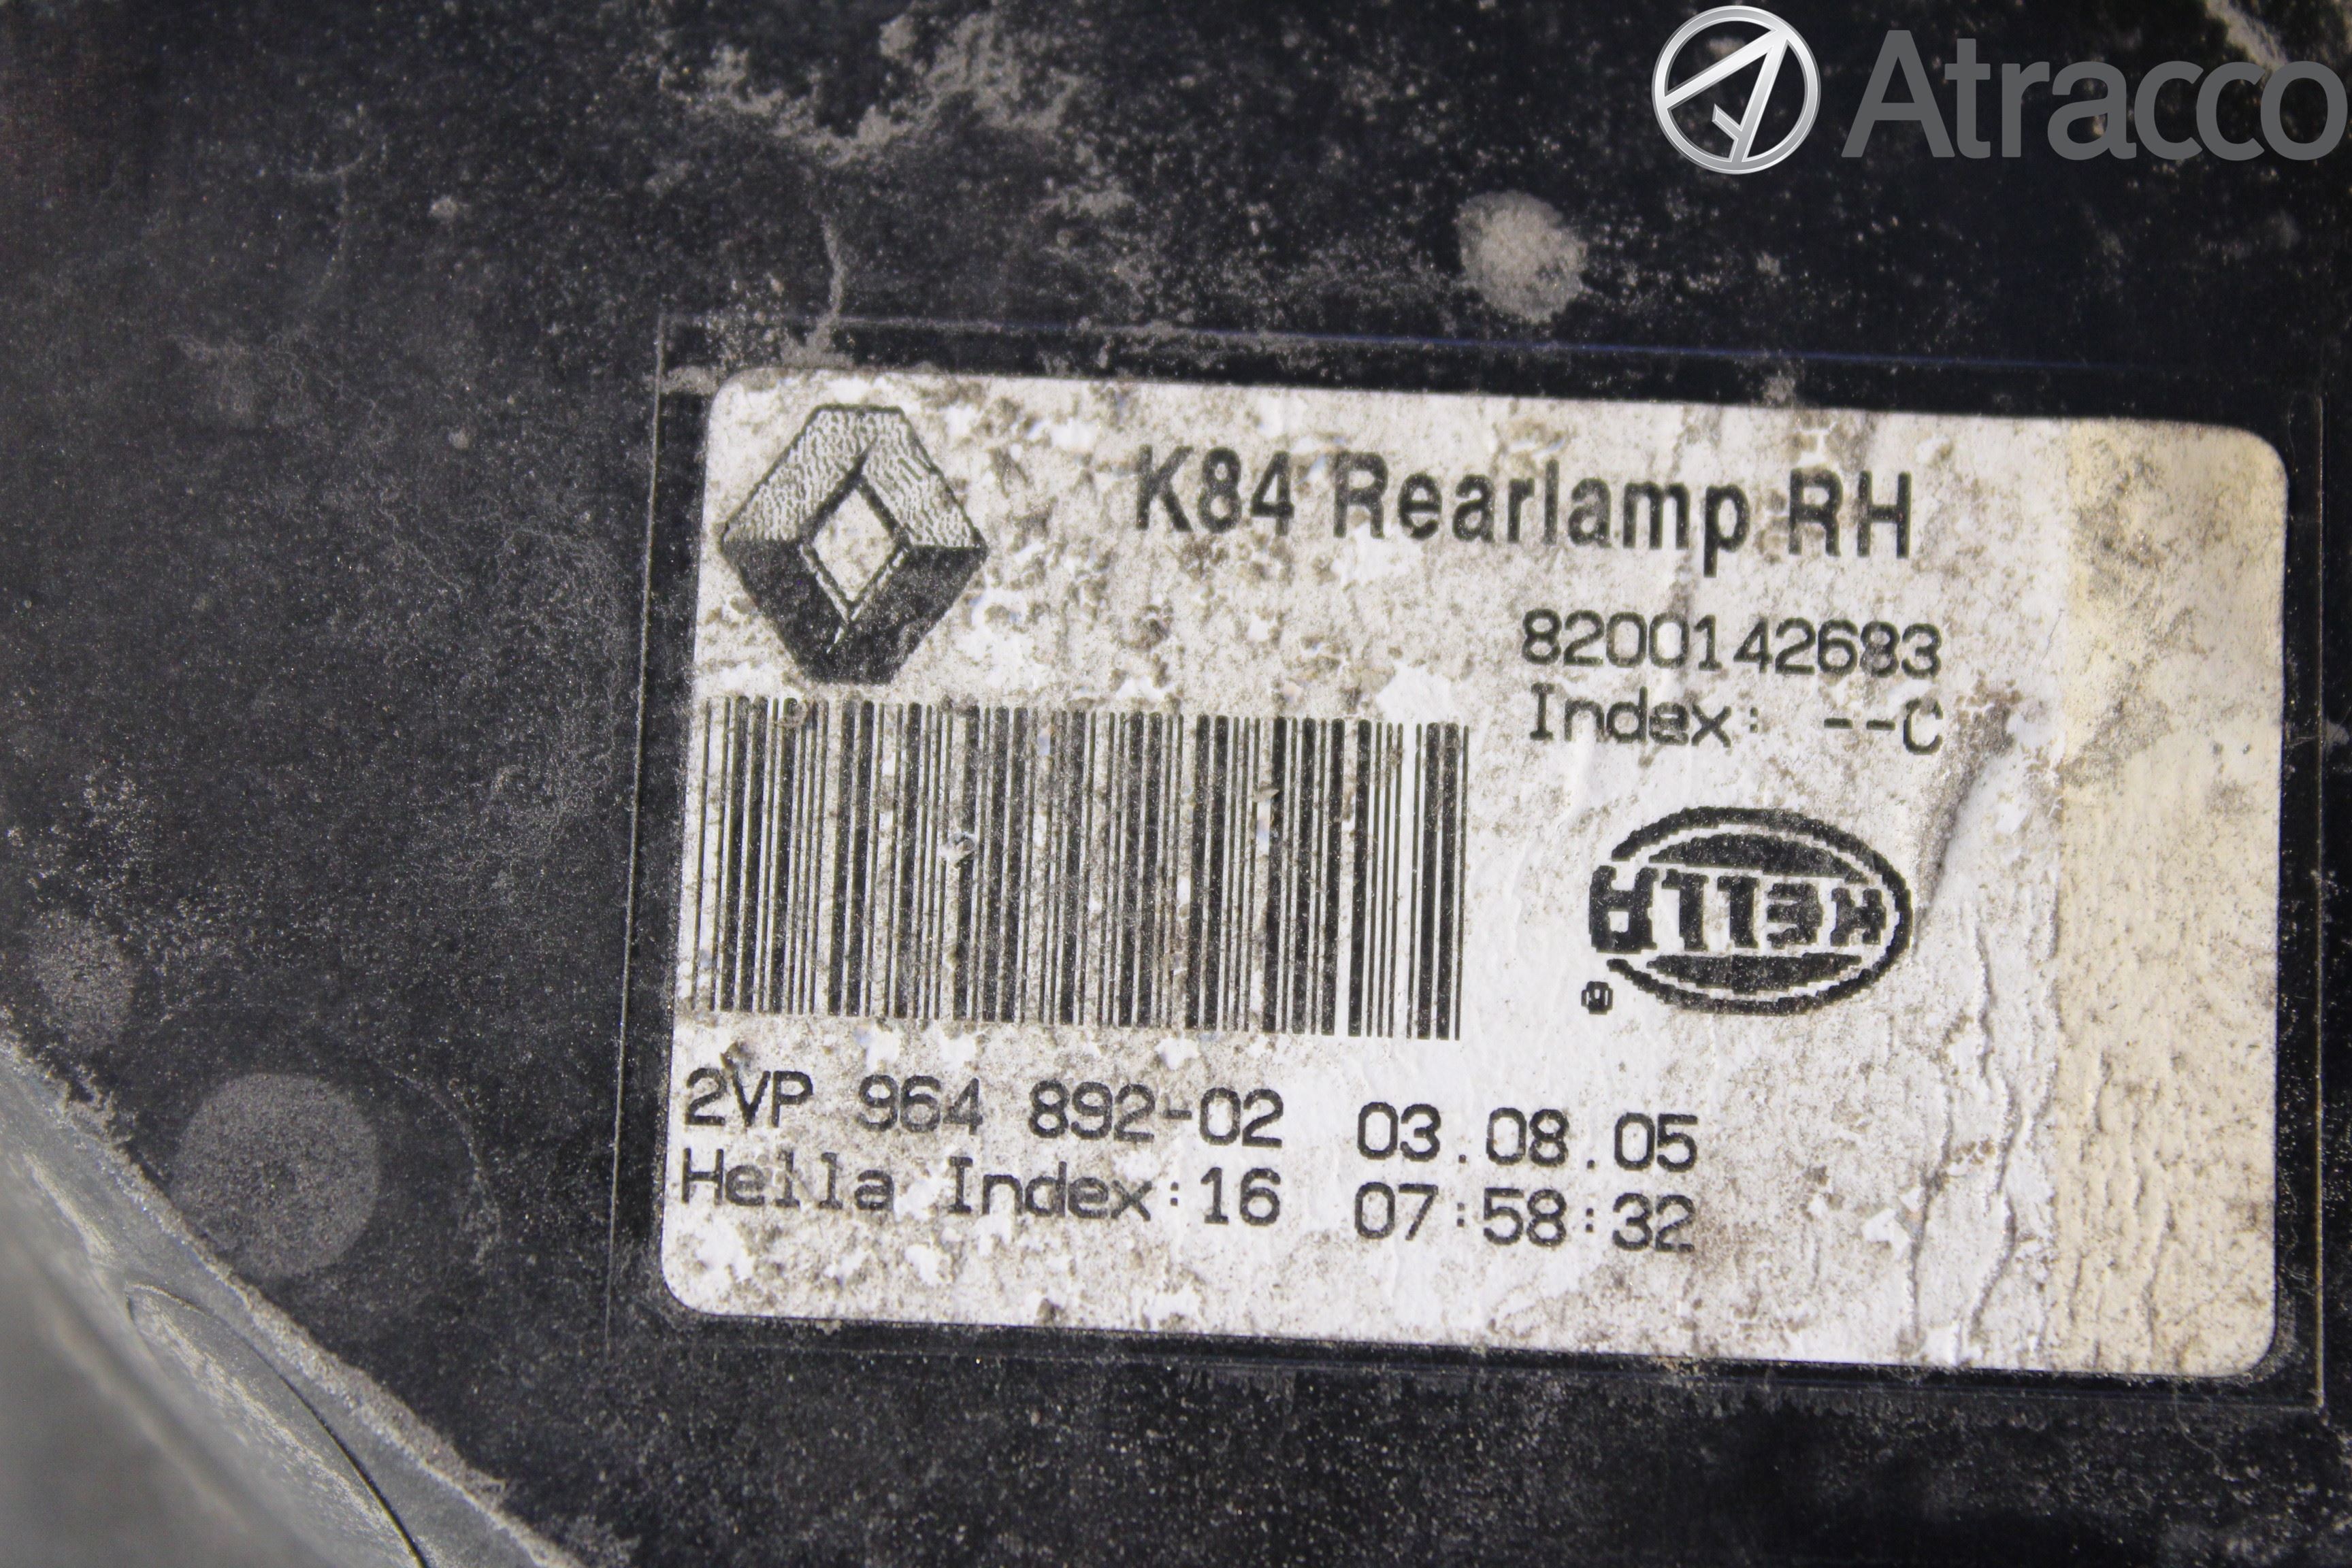 Atracco
K84 Rearlamp RH
8200142683
Index: --C
HELLA
®
2VP 964 892-02 03.08.05
Hella Index:16 07:58:32